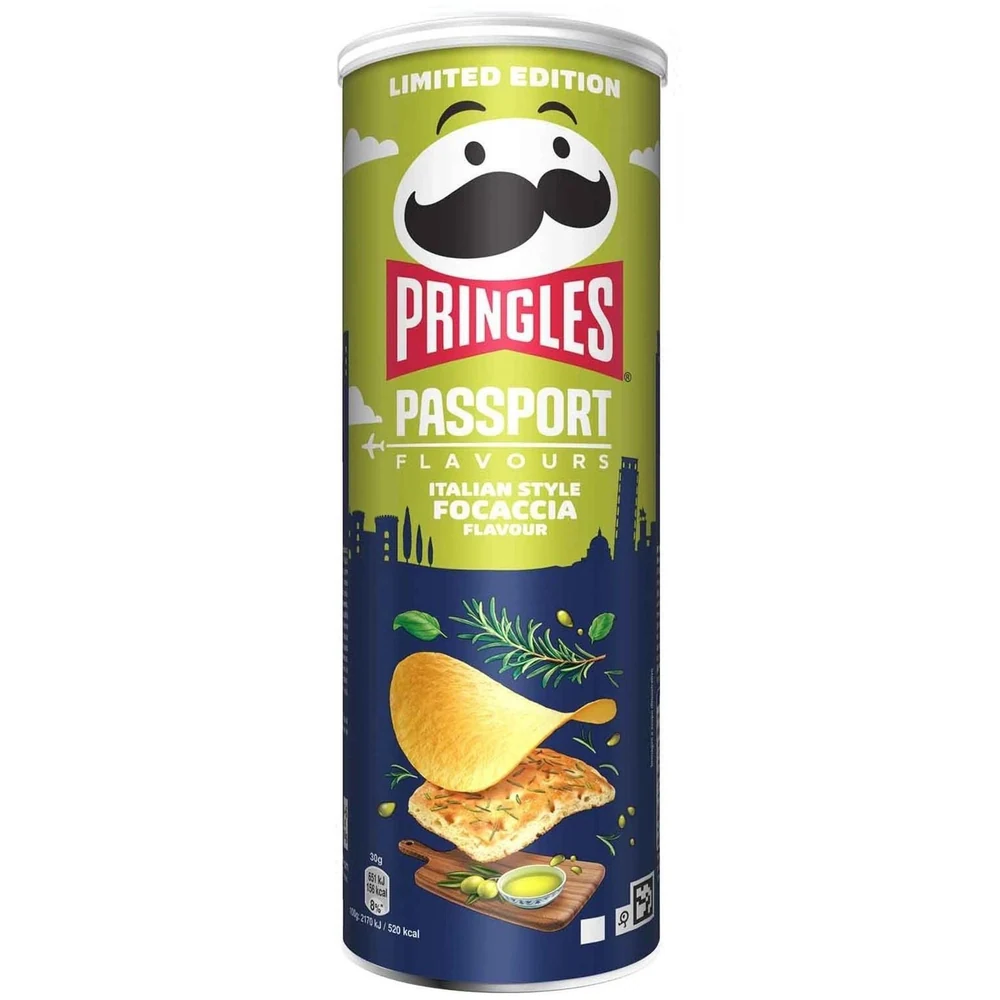 LIMITED EDITION
PRINGLES
®
PASSPORT
FLAVOURS
ITALIAN STYLE
FOCACCIA
FLAVOUR
30g
651 kJ
156 kcal
8%*
100g: 2170 kJ / 520 kcal